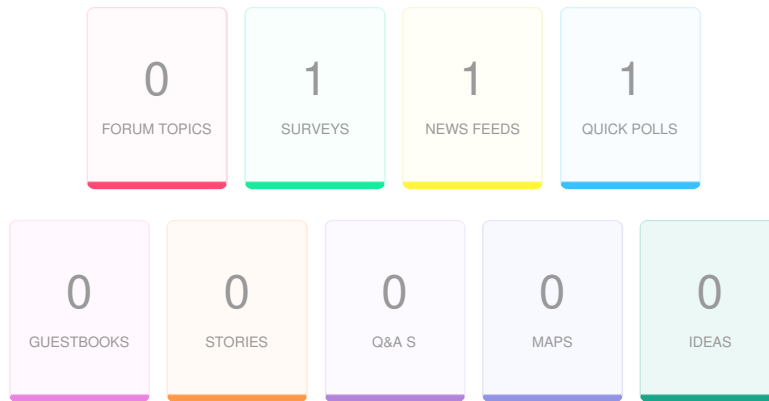 0
FORUM TOPICS
1
SURVEYS
1
NEWS FEEDS
1
QUICK POLLS
0
GUESTBOOKS
0
STORIES
0
Q&A S
0
MAPS
0
IDEAS